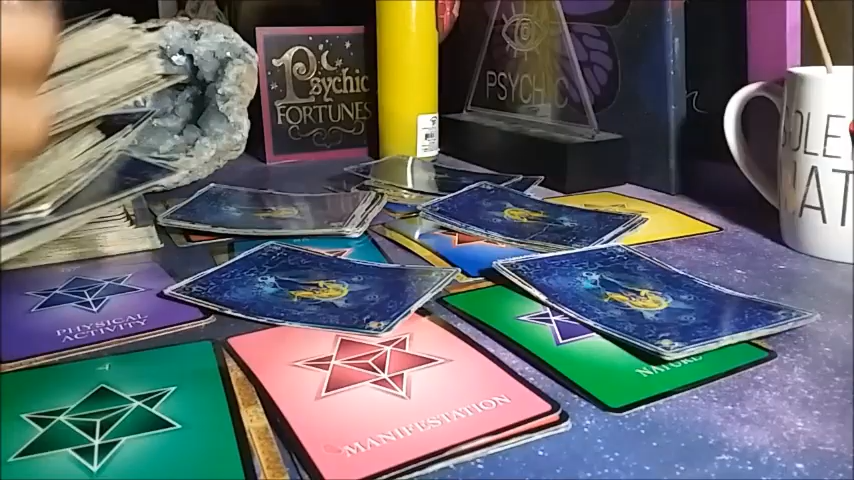 Psychic
FORTUNES
PSYCHIC
PHYSICAL
ACTIVITY
MANIFESTATION
NATURE